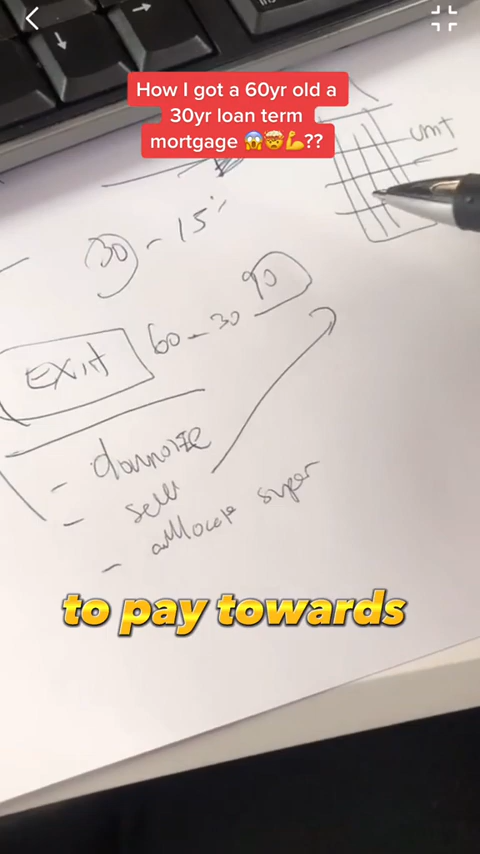 How I got a 60yr old a
30yr loan term
mortgage 😱🤯💪??
unit
30 - 15%
60 - 30 90
EXIT
- downsize
- sell
- allocate super
to pay towards